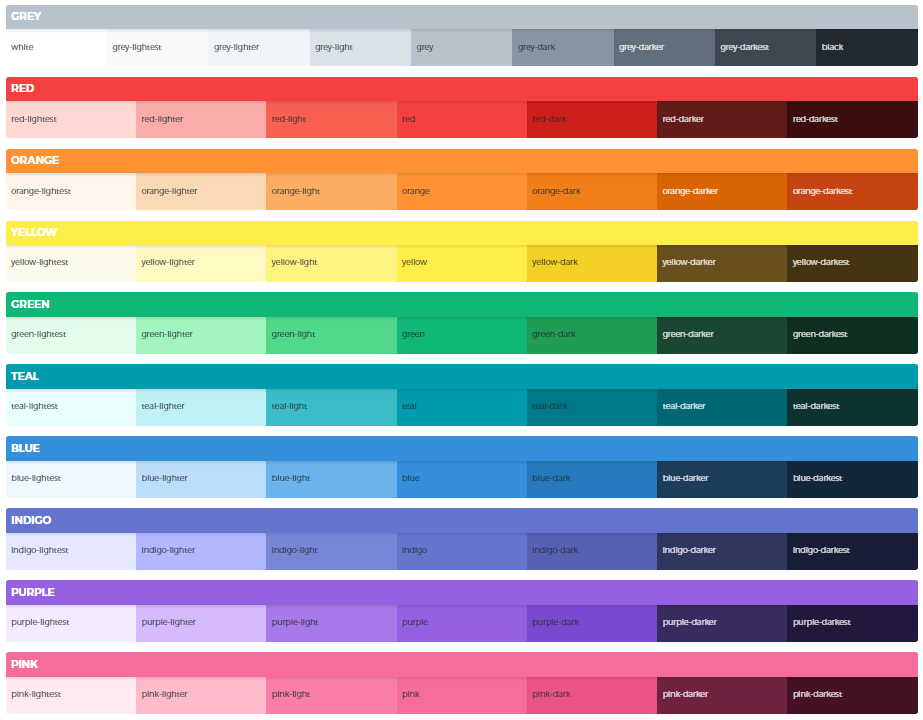 GREY
white grey-lightest grey-lighter grey-light grey grey-dark grey-darker grey-darkest black
RED
red-lightest red-lighter red-light red red-dark red-darker red-darkest
ORANGE
orange-lightest orange-lighter orange-light orange orange-dark orange-darker orange-darkest
YELLOW
yellow-lightest yellow-lighter yellow-light yellow yellow-dark yellow-darker yellow-darkest
GREEN
green-lightest green-lighter green-light green green-dark green-darker green-darkest
TEAL
teal-lightest teal-lighter teal-light teal teal-dark teal-darker teal-darkest
BLUE
blue-lightest blue-lighter blue-light blue blue-dark blue-darker blue-darkest
INDIGO
indigo-lightest indigo-lighter indigo-light indigo indigo-dark indigo-darker indigo-darkest
PURPLE
purple-lightest purple-lighter purple-light purple purple-dark purple-darker purple-darkest
PINK
pink-lightest pink-lighter pink-light pink pink-dark pink-darker pink-darkest